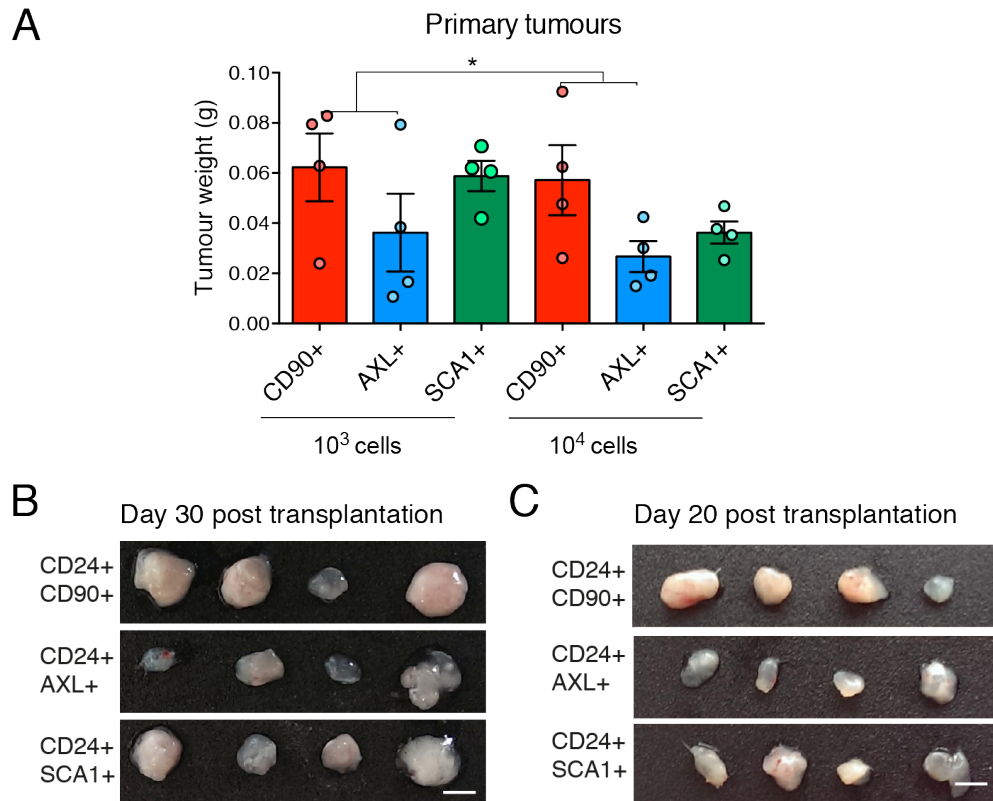 A
Primary tumours
*
Tumour weight (g)
0.10
0.08
0.06
0.04
0.02
0.00
CD90+
AXL+
SCA1+
CD90+
AXL+
SCA1+
10³ cells
10⁴ cells
B
Day 30 post transplantation
CD24+
CD90+
CD24+
AXL+
CD24+
SCA1+
C
Day 20 post transplantation
CD24+
CD90+
CD24+
AXL+
CD24+
SCA1+